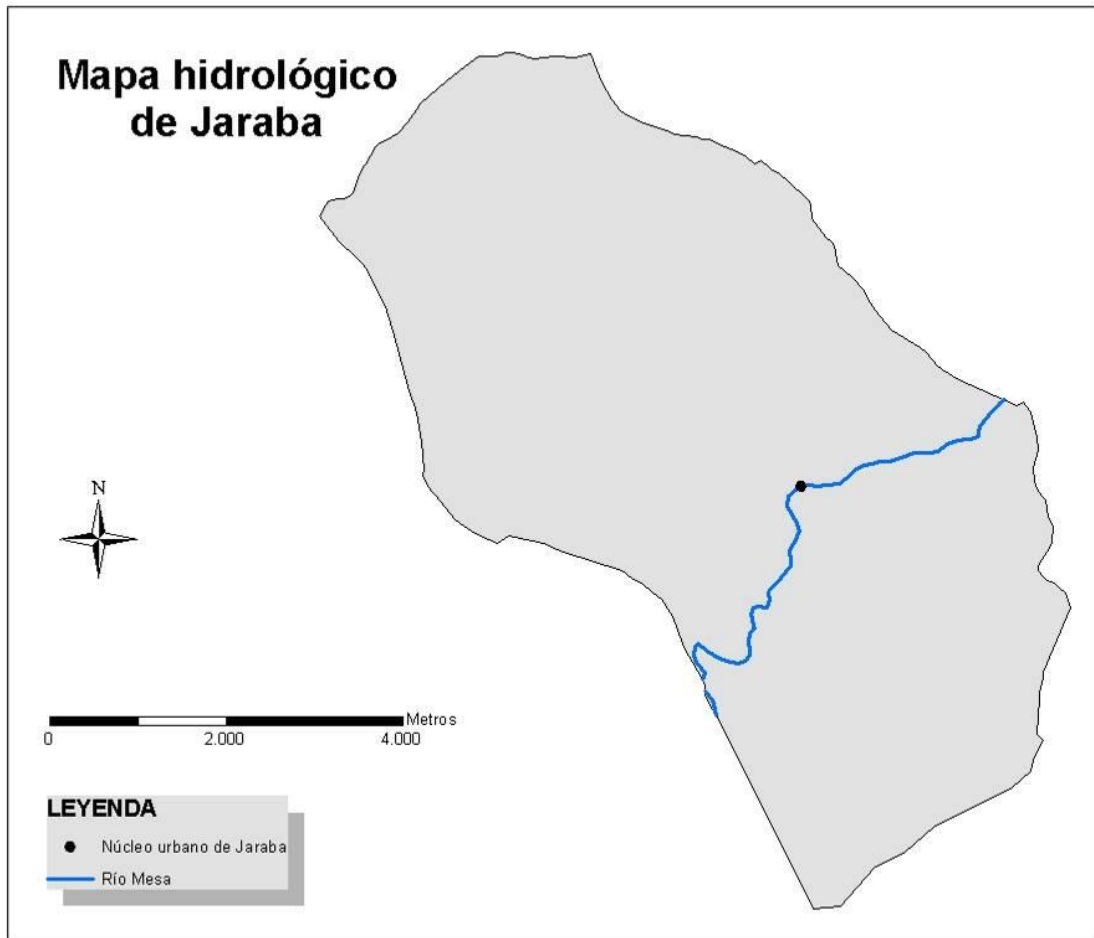 Mapa hidrológico
de Jaraba
N
Metros
0 2.000 4.000
LEYENDA
Núcleo urbano de Jaraba
Río Mesa